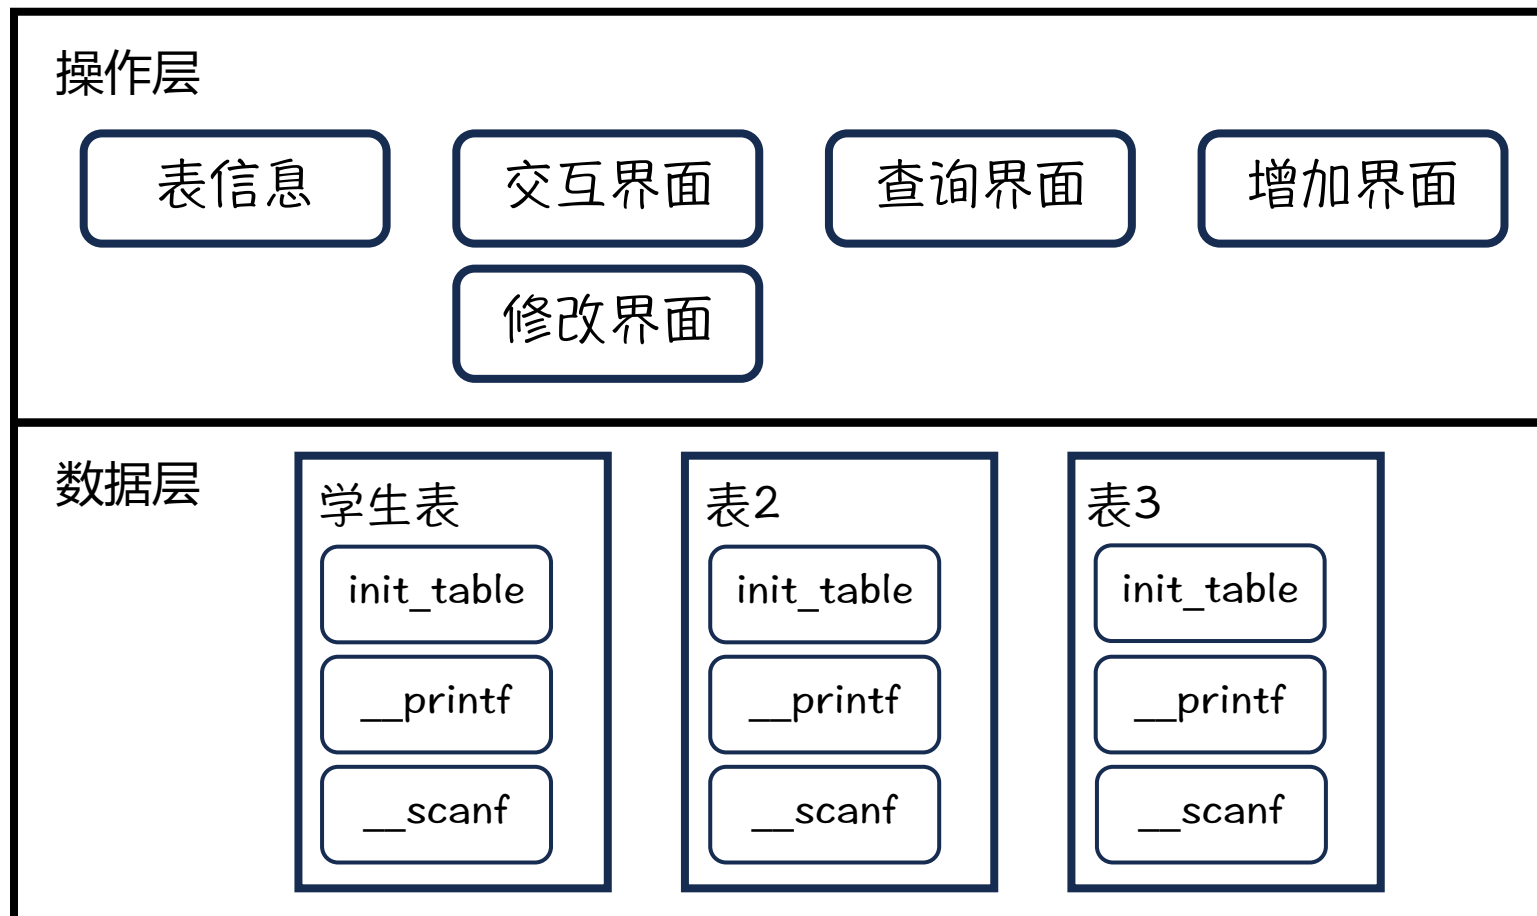 操作层
表信息
交互界面
查询界面
增加界面
修改界面
数据层
学生表
init_table
__printf
__scanf
表2
init_table
__printf
__scanf
表3
init_table
__printf
__scanf